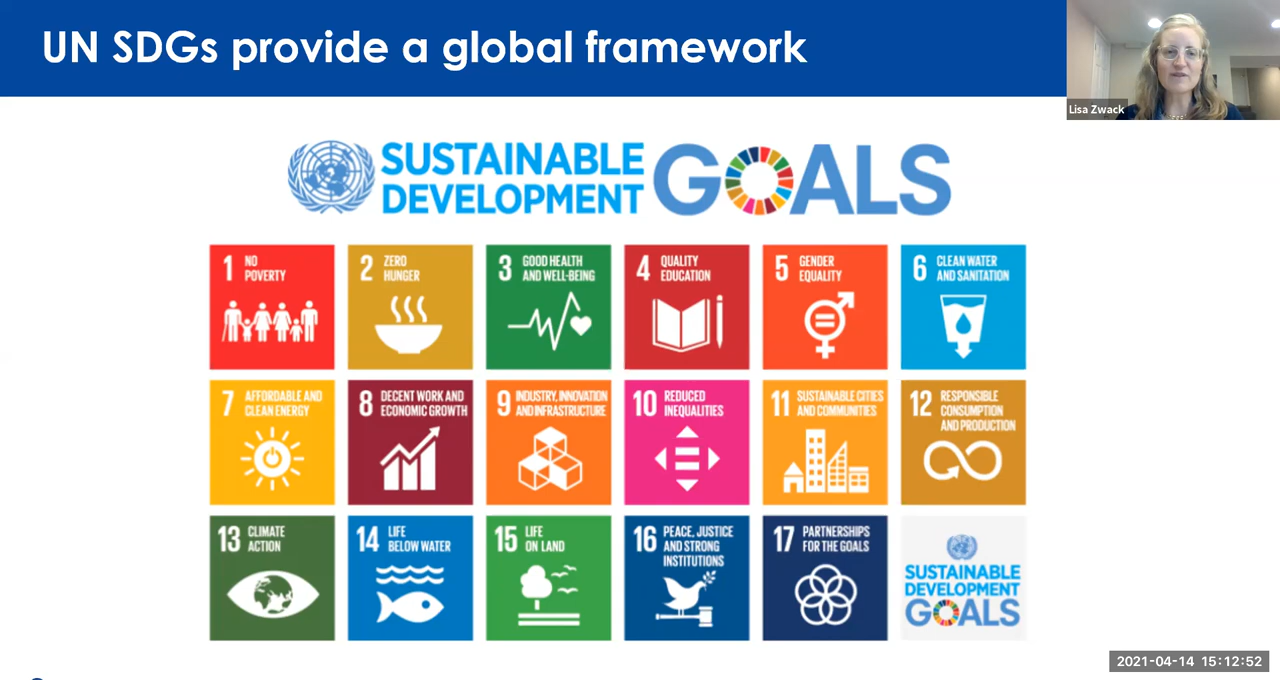 UN SDGs provide a global framework
Lisa Zwack
SUSTAINABLE
DEVELOPMENT
GOALS
1 NO
POVERTY
2 ZERO
HUNGER
3 GOOD HEALTH
AND WELL-BEING
4 QUALITY
EDUCATION
5 GENDER
EQUALITY
6 CLEAN WATER
AND SANITATION
7 AFFORDABLE AND
CLEAN ENERGY
8 DECENT WORK AND
ECONOMIC GROWTH
9 INDUSTRY, INNOVATION
AND INFRASTRUCTURE
10 REDUCED
INEQUALITIES
11 SUSTAINABLE CITIES
AND COMMUNITIES
12 RESPONSIBLE
CONSUMPTION
AND PRODUCTION
13 CLIMATE
ACTION
14 LIFE
BELOW WATER
15 LIFE
ON LAND
16 PEACE, JUSTICE
AND STRONG
INSTITUTIONS
17 PARTNERSHIPS
FOR THE GOALS
SUSTAINABLE
DEVELOPMENT
GOALS
2021-04-14 15:12:52